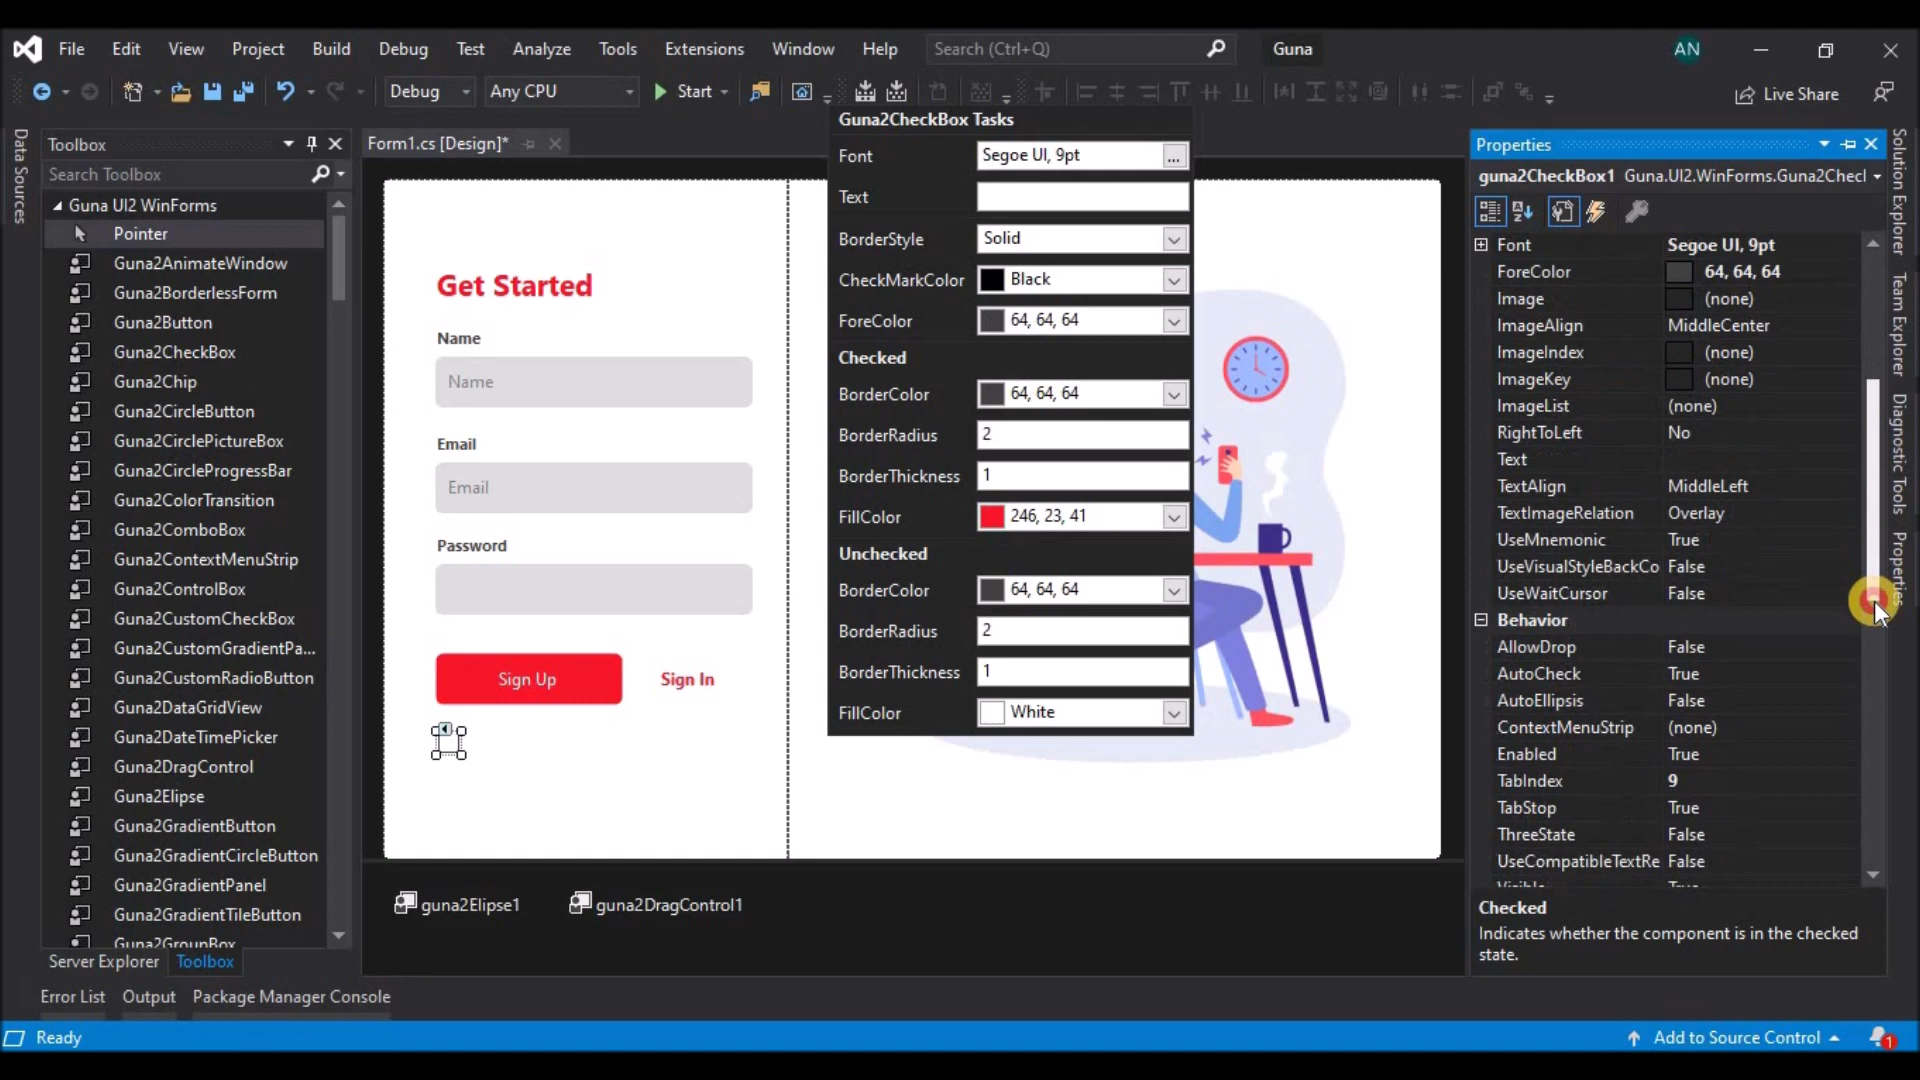 File Edit View Project Build Debug Test Analyze Tools Extensions Window Help Search (Ctrl+Q) Guna AN
Debug Any CPU Start Live Share
Data Sources
Toolbox
Search Toolbox
Guna UI2 WinForms
Pointer
Guna2AnimateWindow
Guna2BorderlessForm
Guna2Button
Guna2CheckBox
Guna2Chip
Guna2CircleButton
Guna2CirclePictureBox
Guna2CircleProgressBar
Guna2ColorTransition
Guna2ComboBox
Guna2ContextMenuStrip
Guna2ControlBox
Guna2CustomCheckBox
Guna2CustomGradientPa...
Guna2CustomRadioButton
Guna2DataGridView
Guna2DateTimePicker
Guna2DragControl
Guna2Elipse
Guna2GradientButton
Guna2GradientCircleButton
Guna2GradientPanel
Guna2GradientTileButton
Guna2GroupBox
Server Explorer Toolbox
Form1.cs [Design]*
Get Started
Name
Name
Email
Email
Password
Sign Up Sign In
guna2Elipse1 guna2DragControl1
Guna2CheckBox Tasks
Font Segoe UI, 9pt ...
Text
BorderStyle Solid
CheckMarkColor Black
ForeColor 64, 64, 64
Checked
BorderColor 64, 64, 64
BorderRadius 2
BorderThickness 1
FillColor 246, 23, 41
Unchecked
BorderColor 64, 64, 64
BorderRadius 2
BorderThickness 1
FillColor White
Properties
guna2CheckBox1 Guna.UI2.WinForms.Guna2Checl
Font Segoe UI, 9pt
ForeColor 64, 64, 64
Image (none)
ImageAlign MiddleCenter
ImageIndex (none)
ImageKey (none)
ImageList (none)
RightToLeft No
Text
TextAlign MiddleLeft
TextImageRelation Overlay
UseMnemonic True
UseVisualStyleBackCo False
UseWaitCursor False
Behavior
AllowDrop False
AutoCheck True
AutoEllipsis False
ContextMenuStrip (none)
Enabled True
TabIndex 9
TabStop True
ThreeState False
UseCompatibleTextRe False
Visible True
Checked
Indicates whether the component is in the checked
state.
Solution Explorer
Team Explorer
Diagnostic Tools
Properties
Error List Output Package Manager Console
Ready Add to Source Control 1